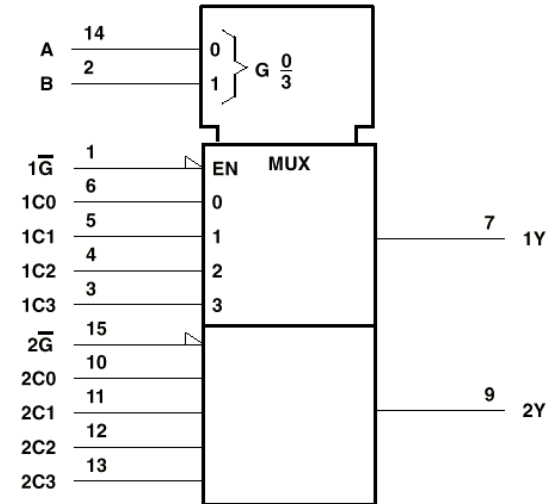 A 14 0
B 2 1 G 0/3
1G̅ 1 EN MUX
1C0 6 0
1C1 5 1
1C2 4 2
1C3 3 3
7 1Y
2G̅ 15
2C0 10
2C1 11
2C2 12
2C3 13
9 2Y